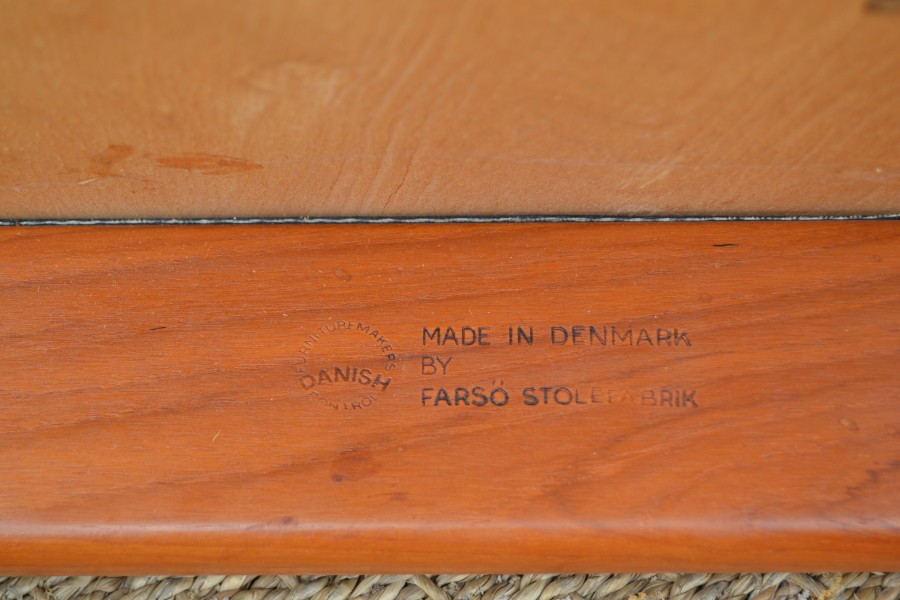 FURNITUREMAKERS
DANISH
CONTROL
MADE IN DENMARK
BY
FARSÖ STOLEFABRIK